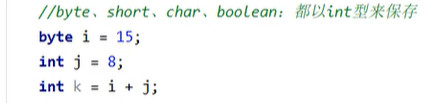 //byte、short、char、boolean：都以int型来保存
byte i = 15;
int j = 8;
int k = i + j;